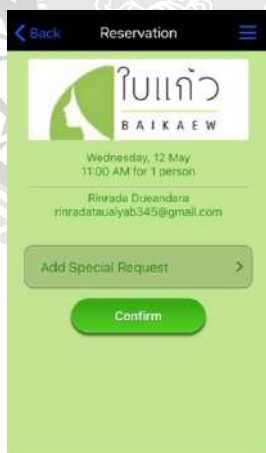 Back
Reservation
ใบแก้ว
BAIKAEW
Wednesday, 12 May
11:00 AM for 1 person
Rinrada Dueandara
rinradatauaiyab345@gmail.com
Add Special Request
Confirm